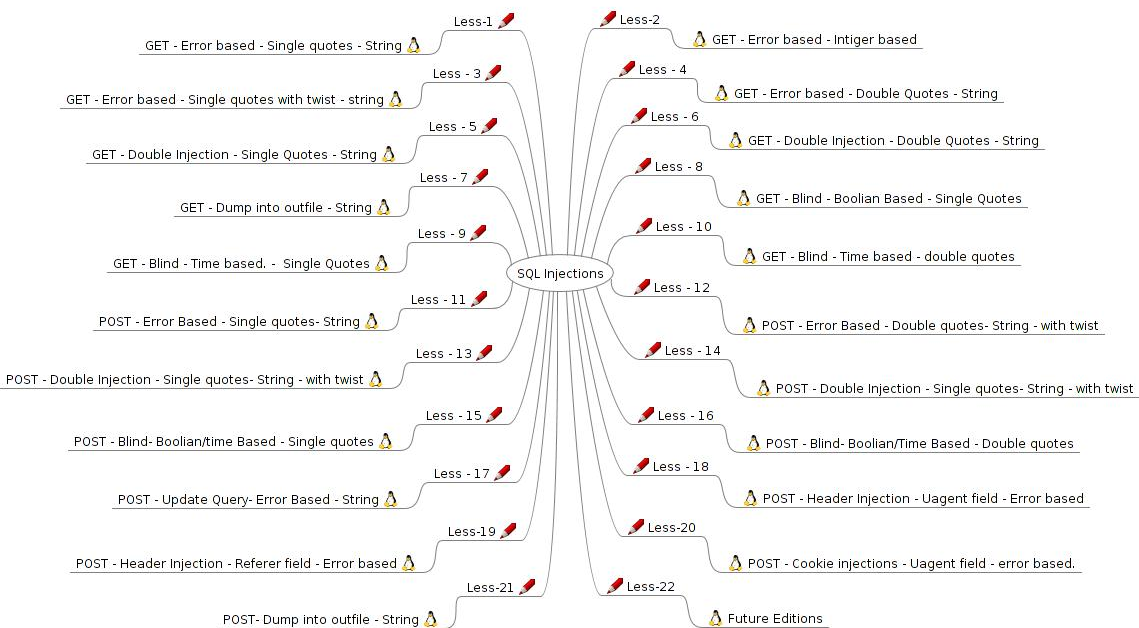 SQL Injections
Less-1
GET - Error based - Single quotes - String
Less-2
GET - Error based - Intiger based
Less - 3
GET - Error based - Single quotes with twist - string
Less - 4
GET - Error based - Double Quotes - String
Less - 5
GET - Double Injection - Single Quotes - String
Less - 6
GET - Double Injection - Double Quotes - String
Less - 7
GET - Dump into outfile - String
Less - 8
GET - Blind - Boolian Based - Single Quotes
Less - 9
GET - Blind - Time based. -  Single Quotes
Less - 10
GET - Blind - Time based - double quotes
Less - 11
POST - Error Based - Single quotes- String
Less - 12
POST - Error Based - Double quotes- String - with twist
Less - 13
POST - Double Injection - Single quotes- String - with twist
Less - 14
POST - Double Injection - Single quotes- String - with twist
Less - 15
POST - Blind- Boolian/time Based - Single quotes
Less - 16
POST - Blind- Boolian/Time Based - Double quotes
Less - 17
POST - Update Query- Error Based - String
Less - 18
POST - Header Injection - Uagent field - Error based
Less-19
POST - Header Injection - Referer field - Error based
Less-20
POST - Cookie injections - Uagent field - error based.
Less-21
POST- Dump into outfile - String
Less-22
Future Editions